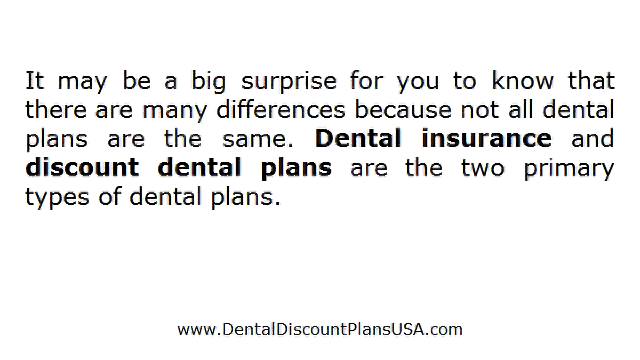 It may be a big surprise for you to know that
there are many differences because not all dental
plans are the same. Dental insurance and
discount dental plans are the two primary
types of dental plans.
www.DentalDiscountPlansUSA.com